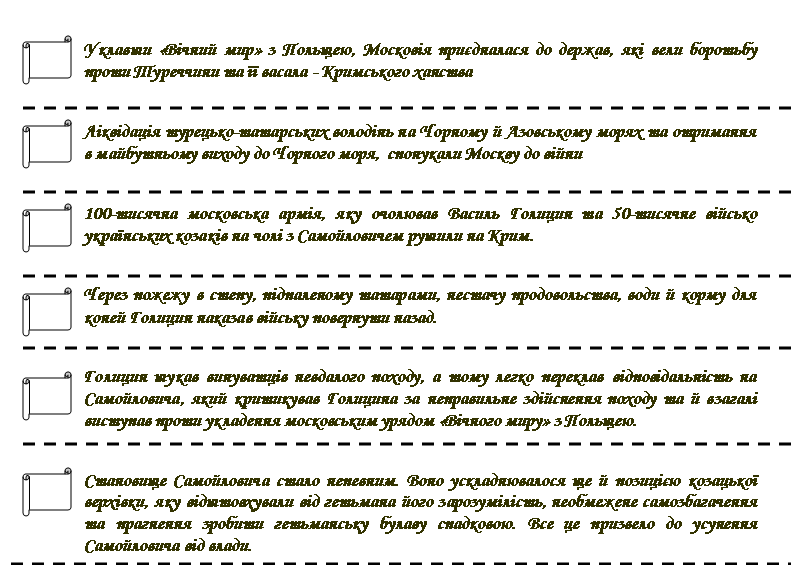 Уклавши «Вічний мир» з Польщею, Московія приєдналася до держав, які вели боротьбу
проти Туреччини та її васала - Кримського ханства
Ліквідація турецько-татарських володінь на Чорному й Азовському морях та отримання
в майбутньому виходу до Чорного моря, спонукали Москву до війни
100-тисячна московська армія, яку очолював Василь Голицин та 50-тисячне військо
українських козаків на чолі з Самойловичем рушили на Крим.
Через пожежу в степу, підпаленому татарами, нестачу продовольства, води й корму для
коней Голицин наказав війську повернути назад.
Голицин шукав винуватців невдалого походу, а тому легко переклав відповідальність на
Самойловича, який критикував Голицина за неправильне здійснення походу та й взагалі
виступав проти укладення московським урядом «Вічного миру» з Польщею.
Становище Самойловича стало непевним. Воно ускладнювалося ще й позицією козацької
верхівки, яку відштовхували від гетьмана його зарозумілість, необмежене самозбагачення
та прагнення зробити гетьманську булаву спадковою. Все це призвело до усунення
Самойловича від влади.